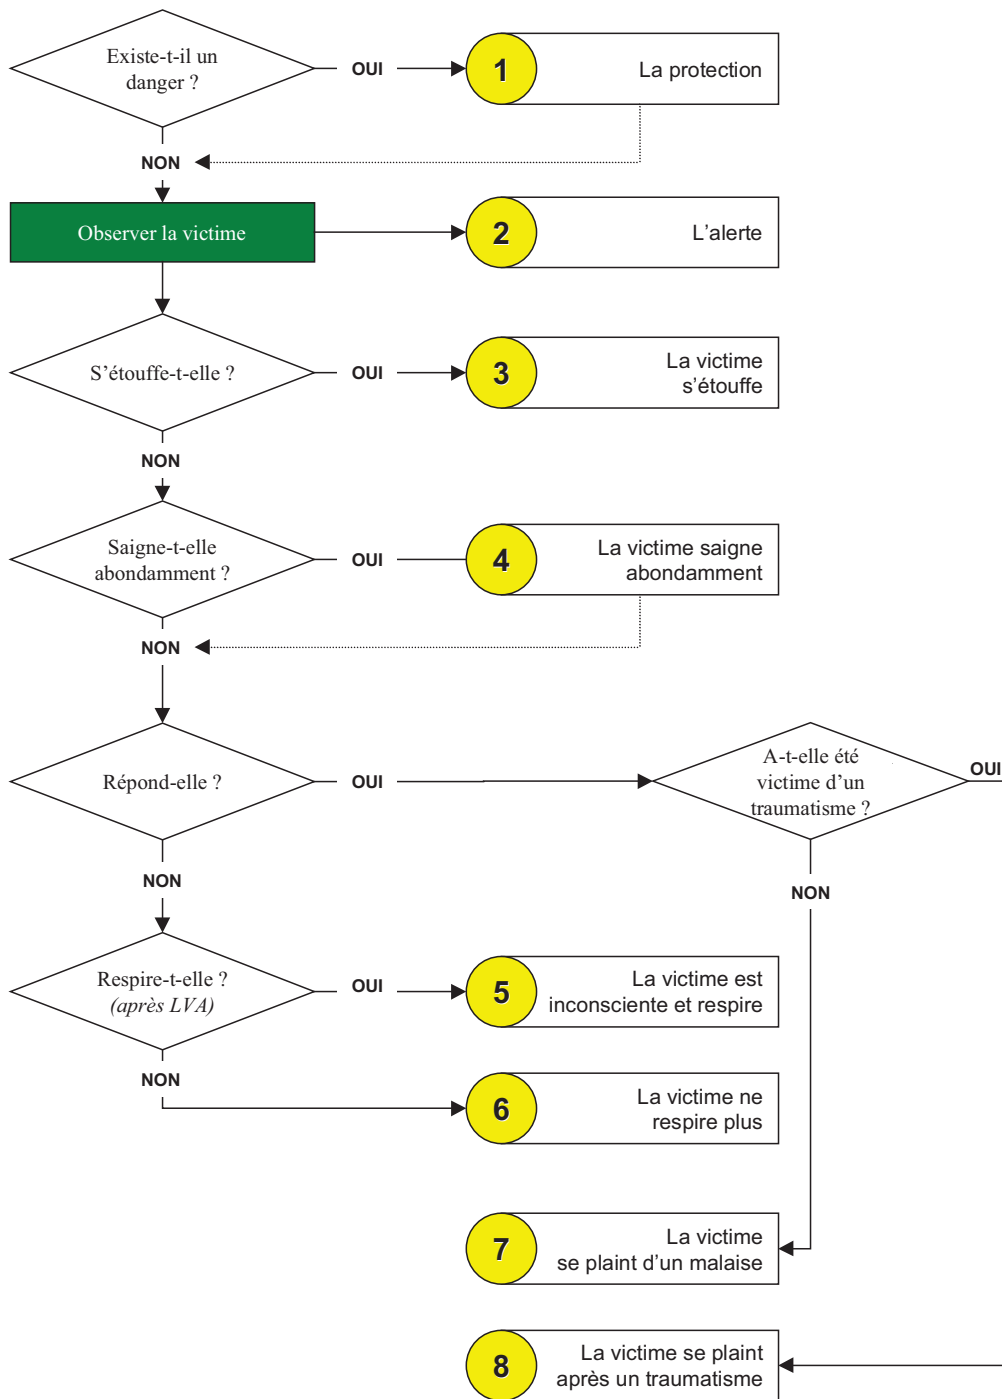 Existe-t-il un
danger ?
OUI
1
La protection
NON
Observer la victime
2
L'alerte
S'étouffe-t-elle ?
OUI
3
La victime
s'étouffe
NON
Saigne-t-elle
abondamment ?
OUI
4
La victime saigne
abondamment
NON
Répond-elle ?
OUI
A-t-elle été
victime d'un
traumatisme ?
OUI
NON
NON
Respire-t-elle ?
(après LVA)
OUI
5
La victime est
inconsciente et respire
NON
6
La victime ne
respire plus
7
La victime
se plaint d'un malaise
8
La victime se plaint
après un traumatisme